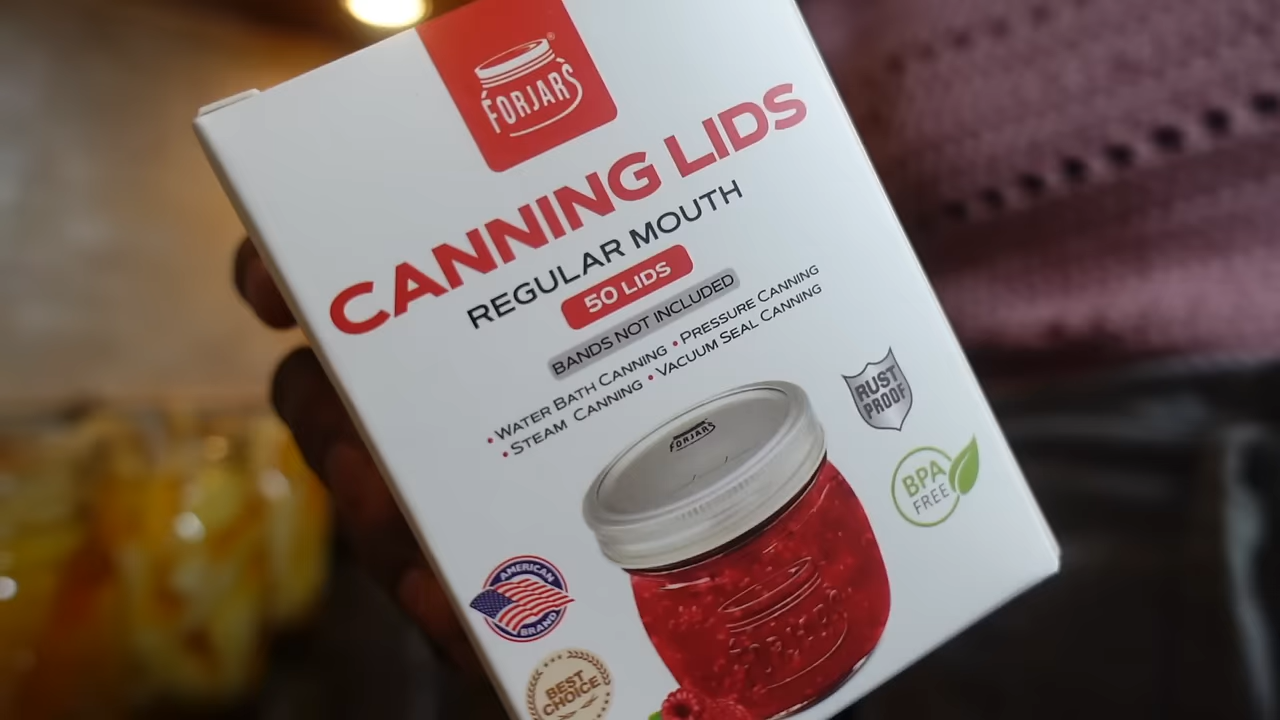 FORJARS
CANNING LIDS
REGULAR MOUTH
50 LIDS
BANDS NOT INCLUDED
• WATER BATH CANNING • PRESSURE CANNING
• STEAM CANNING • VACUUM SEAL CANNING
FORJARS
RUST
PROOF
BPA
FREE
FORJARS
AMERICAN
BRAND
BEST
CHOICE